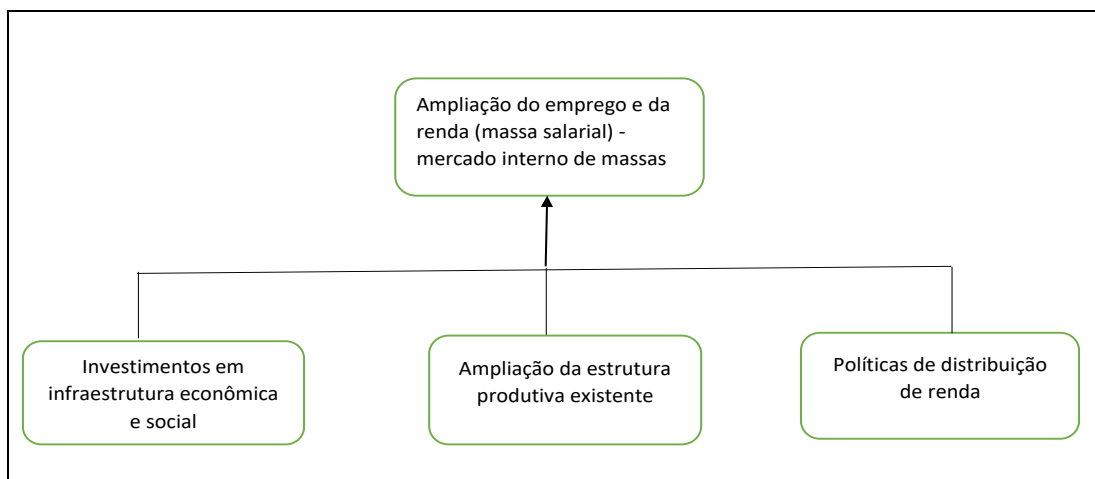 Ampliação do emprego e da
renda (massa salarial) -
mercado interno de massas
Investimentos em
infraestrutura econômica
e social
Ampliação da estrutura
produtiva existente
Políticas de distribuição
de renda